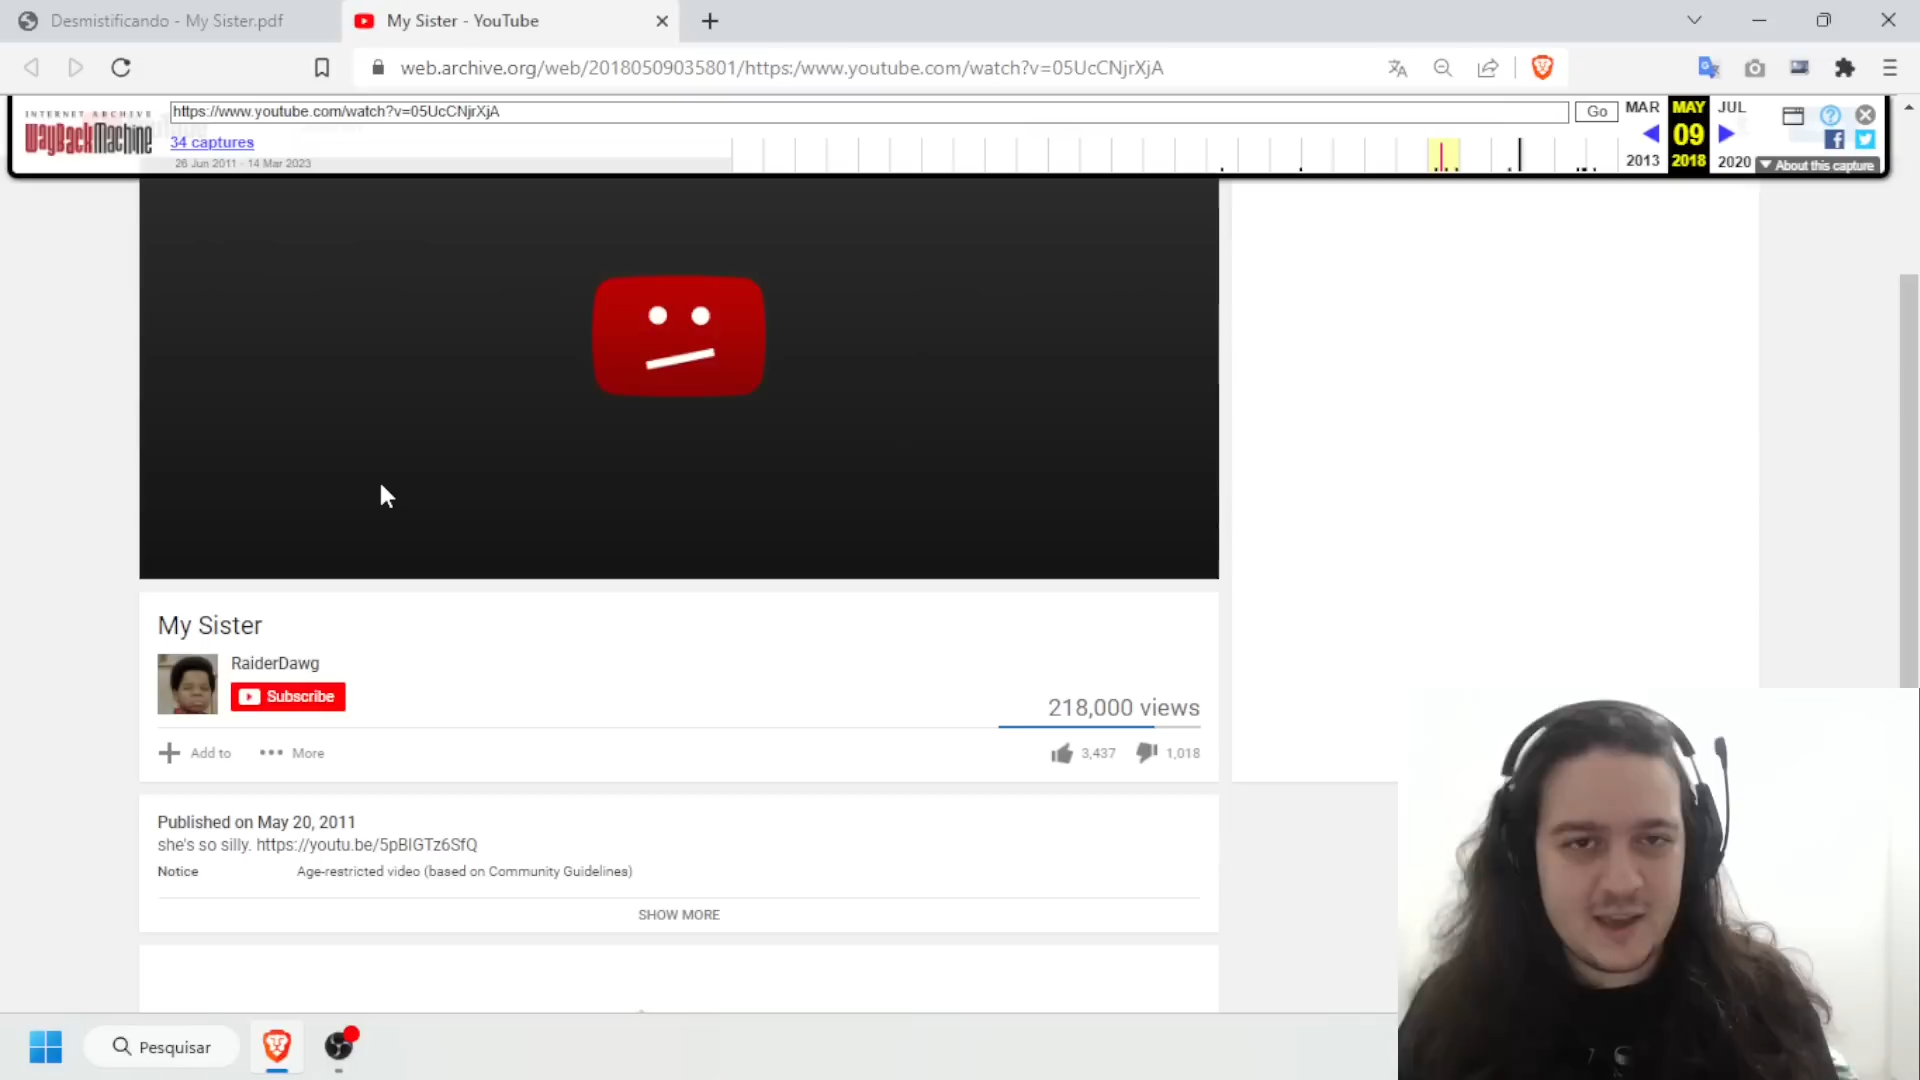 Desmistificando - My Sister.pdf
My Sister - YouTube
web.archive.org/web/20180509035801/https:/www.youtube.com/watch?v=05UcCNjrXjA
INTERNET ARCHIVE
WayBackMachine
https://www.youtube.com/watch?v=05UcCNjrXjA
Go
34 captures
26 Jun 2011 - 14 Mar 2023
MAR MAY JUL
09
2013 2018 2020
About this capture
My Sister
RaiderDawg
Subscribe
218,000 views
Add to
More
3,437
1,018
Published on May 20, 2011
she's so silly. https://youtu.be/5pBlGTz6SfQ
Notice
Age-restricted video (based on Community Guidelines)
SHOW MORE
Pesquisar